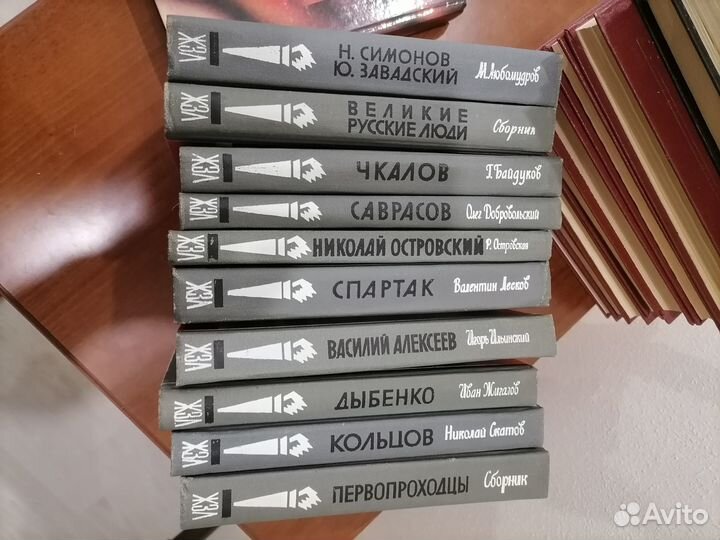 ЖЗЛ
Н. СИМОНОВ
Ю. ЗАВАДСКИЙ
М. Любомудров
ЖЗЛ
ВЕЛИКИЕ
РУССКИЕ ЛЮДИ
Сборник
ЖЗЛ
ЧКАЛОВ
Г. Байдуков
ЖЗЛ
САВРАСОВ
Олег Добровольский
ЖЗЛ
НИКОЛАЙ ОСТРОВСКИЙ
Р. Островская
ЖЗЛ
СПАРТАК
Валентин Лесков
ЖЗЛ
ВАСИЛИЙ АЛЕКСЕЕВ
Игорь Ильинский
ЖЗЛ
ДЫБЕНКО
Иван Жигалов
ЖЗЛ
КОЛЬЦОВ
Николай Скатов
ЖЗЛ
ПЕРВОПРОХОДЦЫ
Сборник
Avito